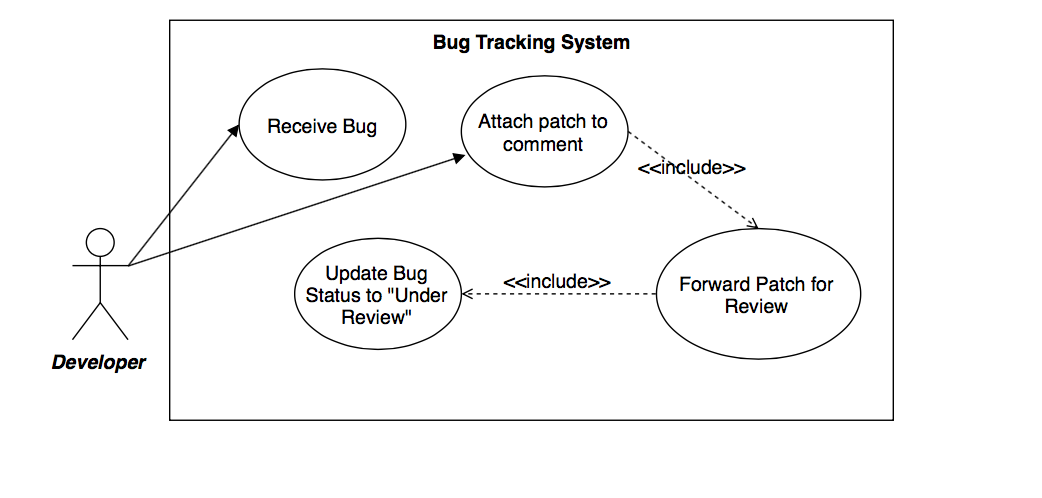 Bug Tracking System
Receive Bug
Attach patch to
comment
<<include>>
Update Bug
Status to "Under
Review"
<<include>>
Forward Patch for
Review
Developer